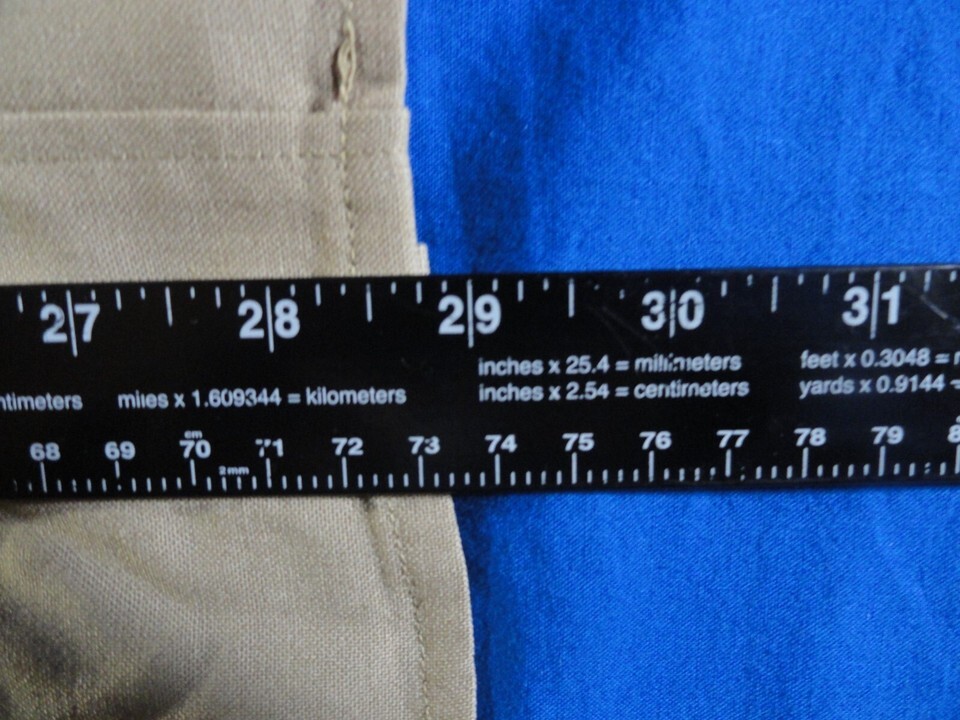 27 28 29 30 31
inches x 25.4 = millimeters feet x 0.3048 =
ntimeters miles x 1.609344 = kilometers inches x 2.54 = centimeters yards x 0.9144 =
cm
68 69 70 71 72 73 74 75 76 77 78 79 8
2mm